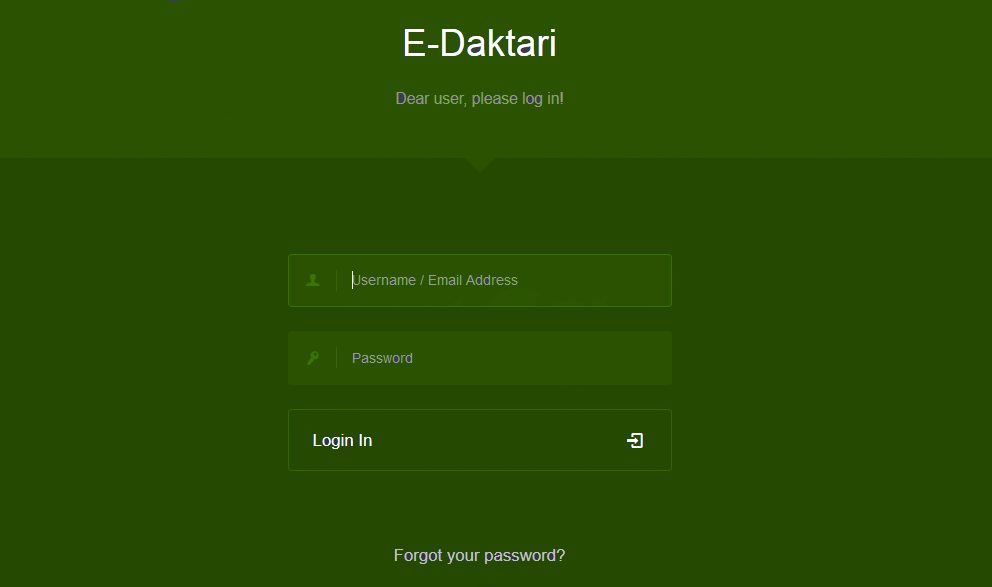 E-Daktari
Dear user, please log in!
Username / Email Address
Password
Login In
Forgot your password?